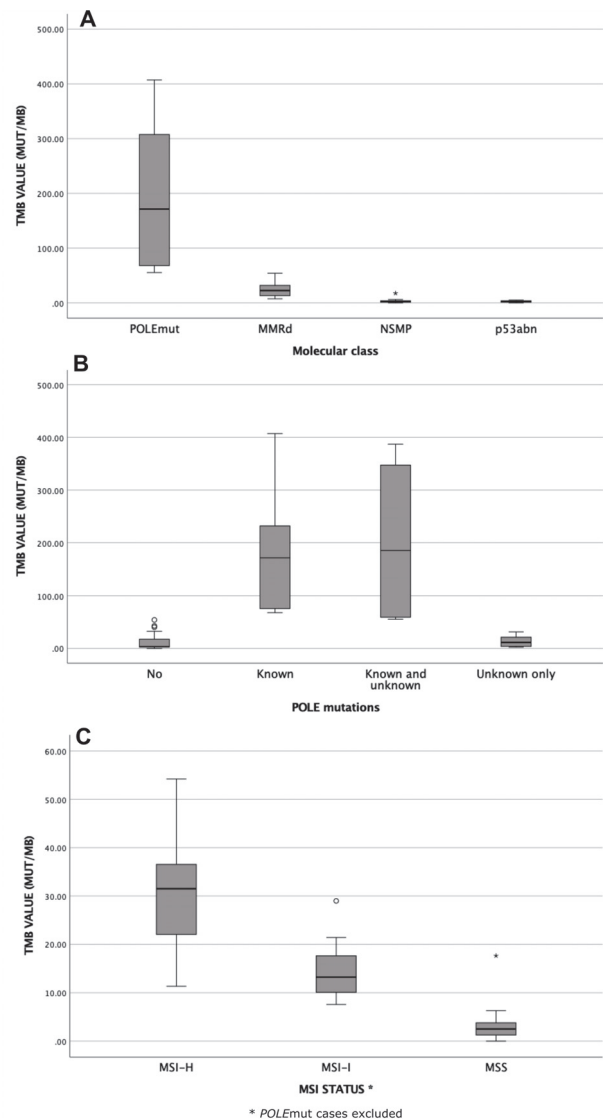 A
500.00
400.00
300.00
200.00
100.00
.00
TMB VALUE (MUT/MB)
*
POLEmut MMRd NSMP p53abn
Molecular class
B
500.00
400.00
300.00
200.00
100.00
.00
TMB VALUE (MUT/MB)
No Known Known and Unknown only
unknown
POLE mutations
C
60.00
50.00
40.00
30.00
20.00
10.00
.00
TMB VALUE (MUT/MB)
*
MSI-H MSI-I MSS
MSI STATUS *
* POLEmut cases excluded